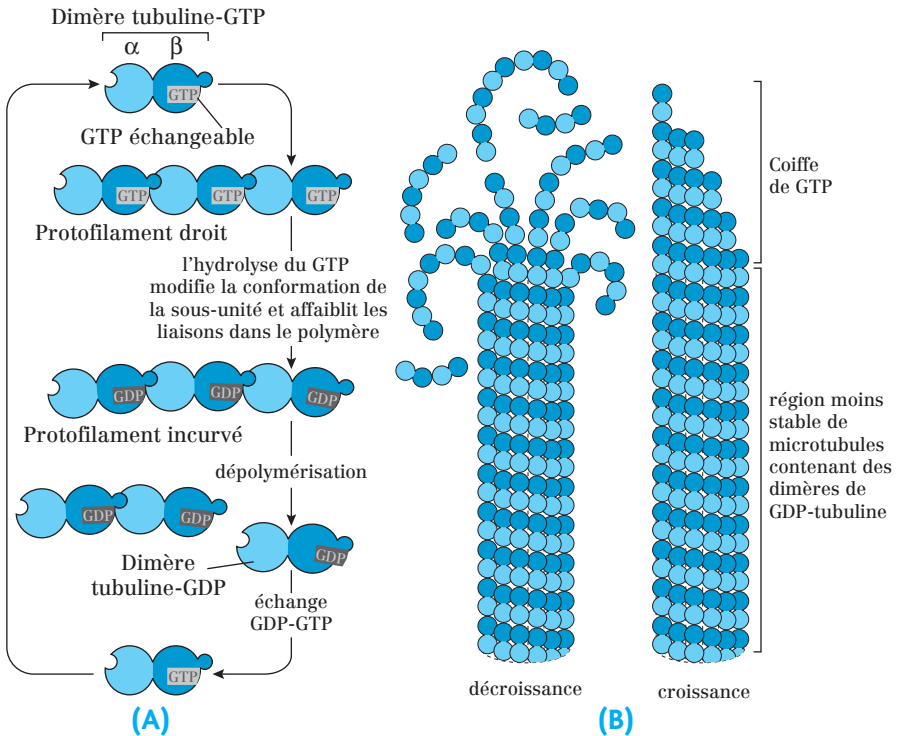 Dimère tubuline-GTP
α β
GTP
GTP échangeable
GTP GTP GTP
Protofilament droit
l'hydrolyse du GTP
modifie la conformation de
la sous-unité et affaiblit les
liaisons dans le polymère
GDP GDP GDP
Protofilament incurvé
dépolymérisation
GDP GDP
GDP
Dimère
tubuline-GDP
échange
GDP-GTP
GTP
(A)
Coiffe
de GTP
région moins
stable de
microtubules
contenant des
dimères de
GDP-tubuline
décroissance
croissance
(B)